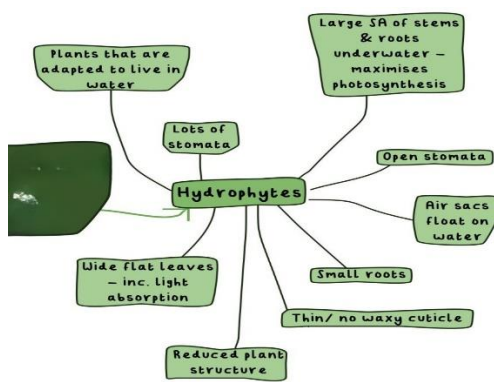 Large SA of stems
& roots
underwater –
maximises
photosynthesis
Plants that are
adapted to live in
water
Lots of
stomata
Open stomata
Hydrophytes
Air sacs
float on
water
Wide flat leaves
– inc. light
absorption
Small roots
Thin/ no waxy cuticle
Reduced plant
structure